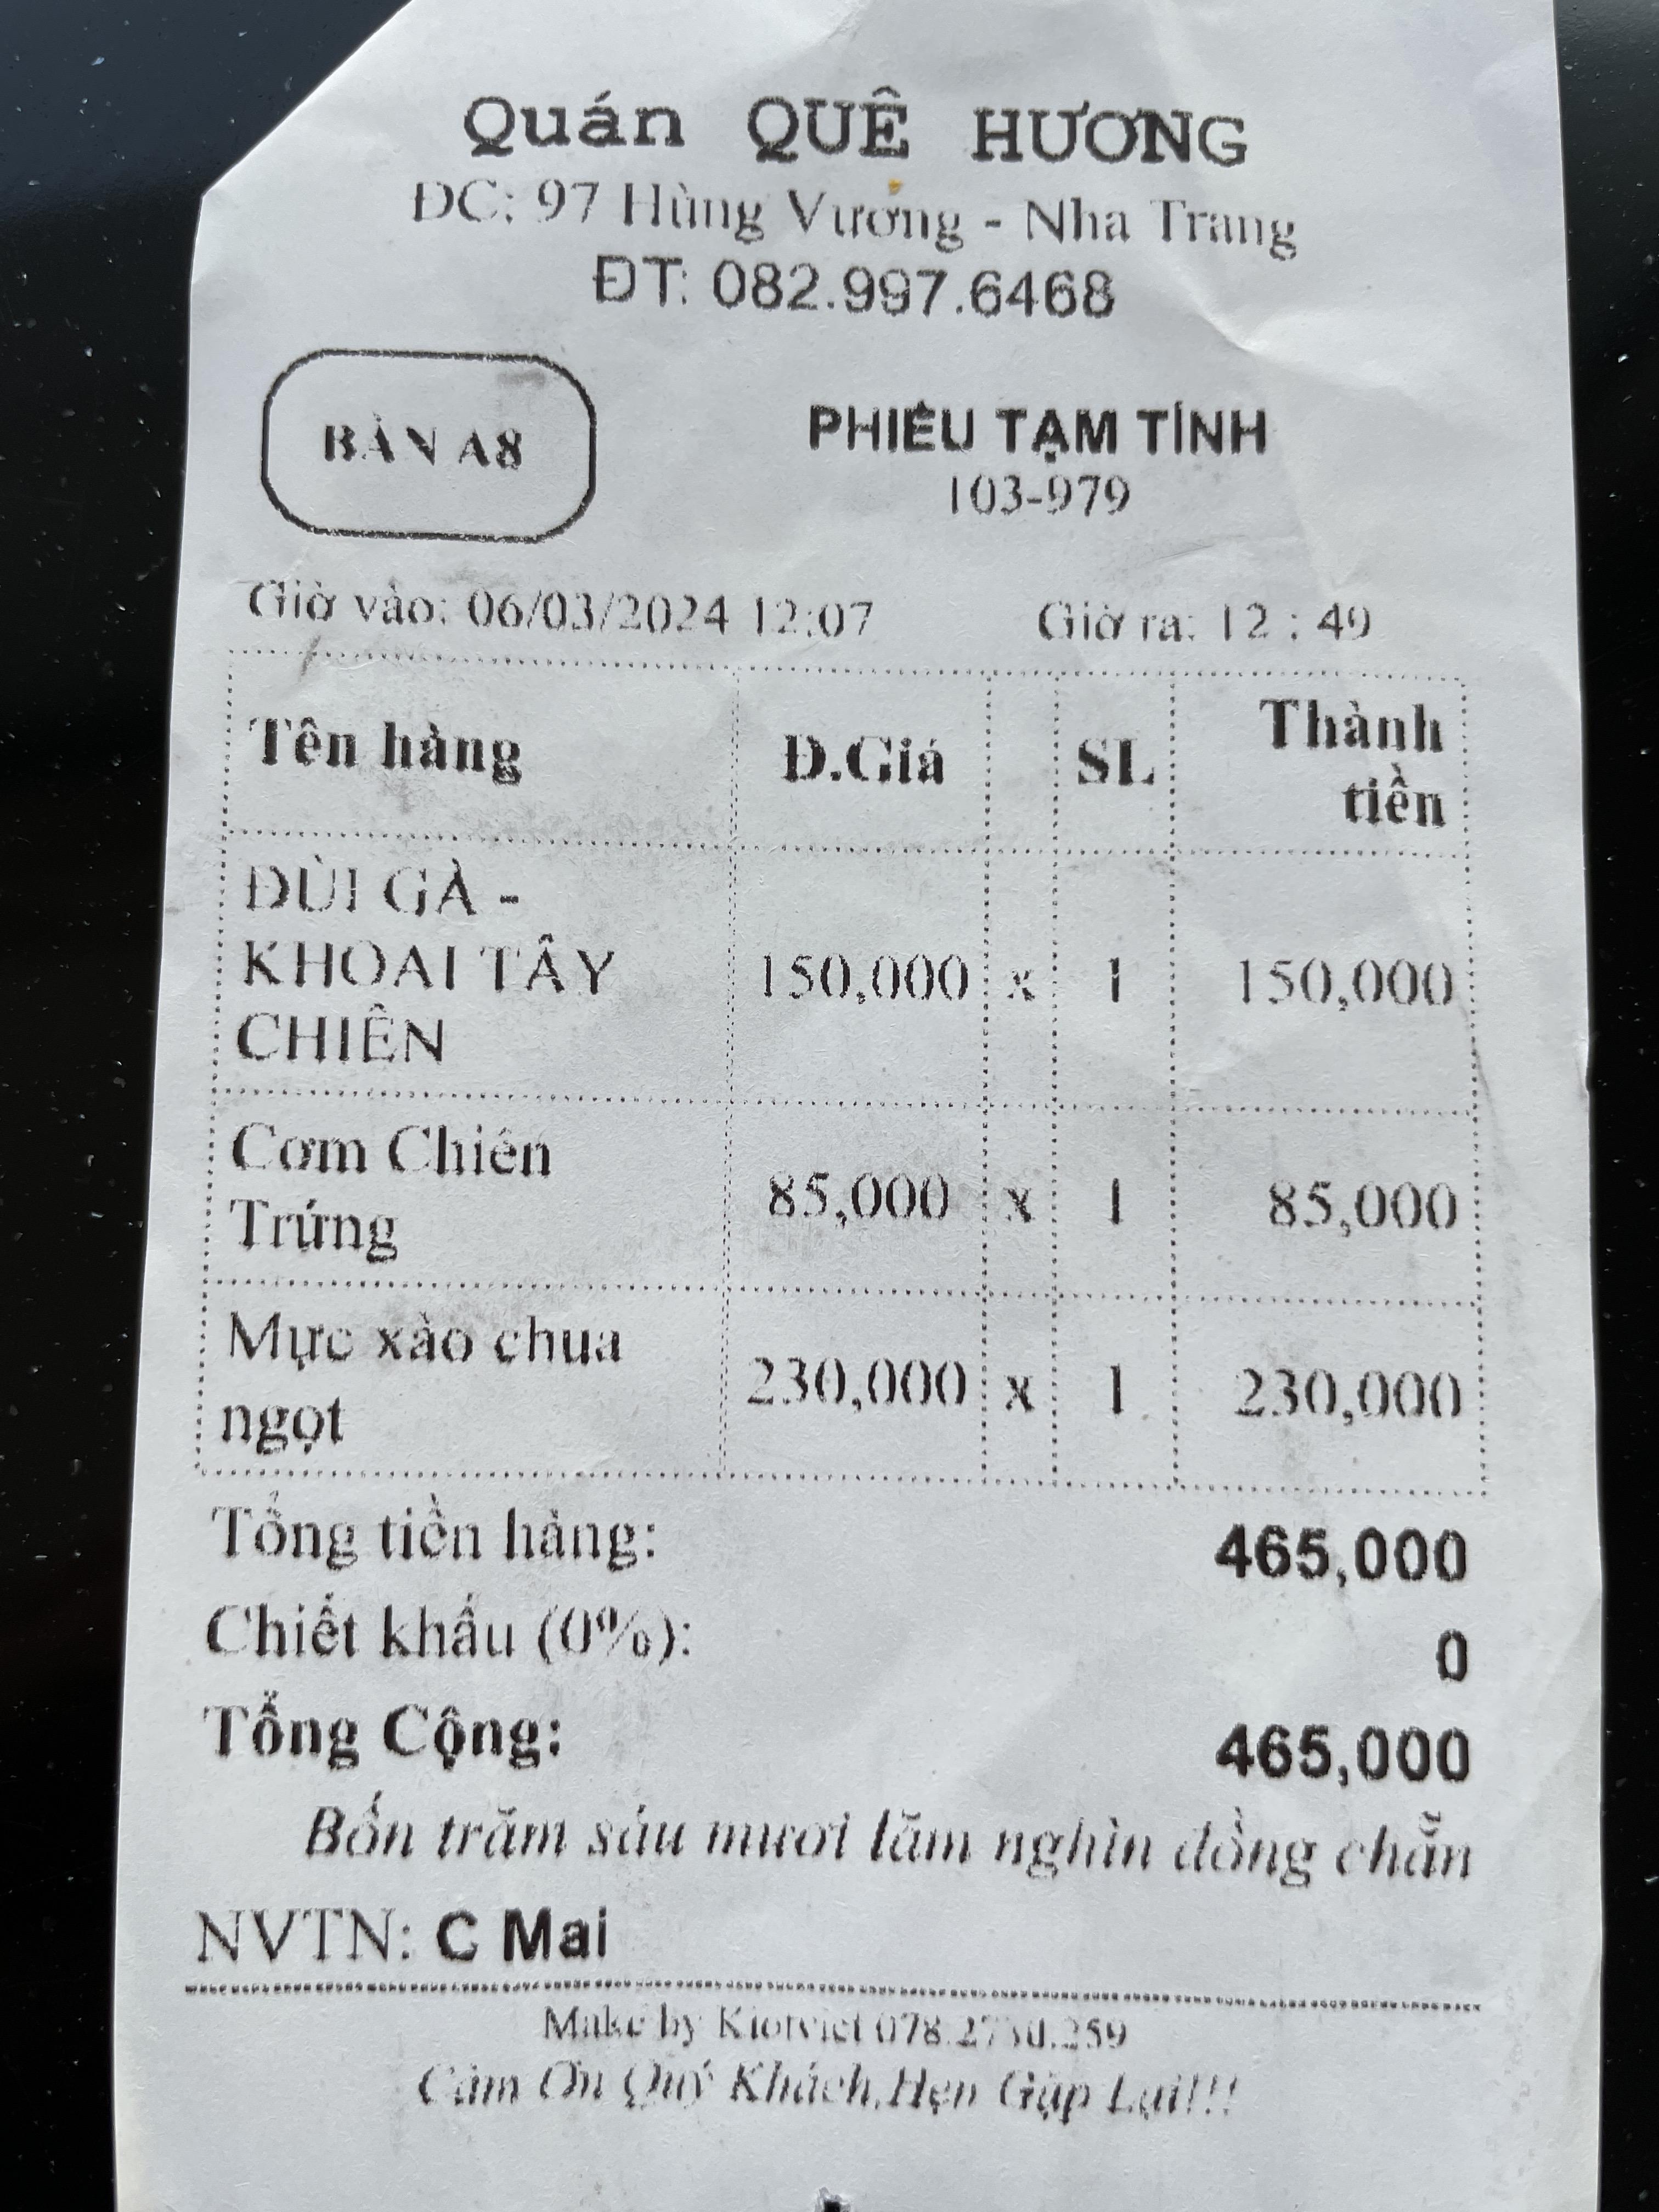 Quán QUÊ HƯƠNG
ĐC: 97 Hùng Vương - Nha Trang
ĐT: 082.997.6468
BÀN A8
PHIẾU TẠM TÍNH
103-979
Giờ vào: 06/03/2024 12:07 Giờ ra: 12 : 49
Tên hàng Đ.Giá SL Thành tiền
ĐÙI GÀ -
KHOAI TÂY 150,000 x 1 150,000
CHIÊN
Cơm Chiên
Trứng 85,000 x 1 85,000
Mực xào chua
ngọt 230,000 x 1 230,000
Tổng tiền hàng: 465,000
Chiết khấu (0%): 0
Tổng Cộng: 465,000
Bốn trăm sáu mươi lăm nghìn đồng chẵn
NVTN: C Mai
Make by Kiotviet
Cảm Ơn Quý Khách,Hẹn Gặp Lại!!!